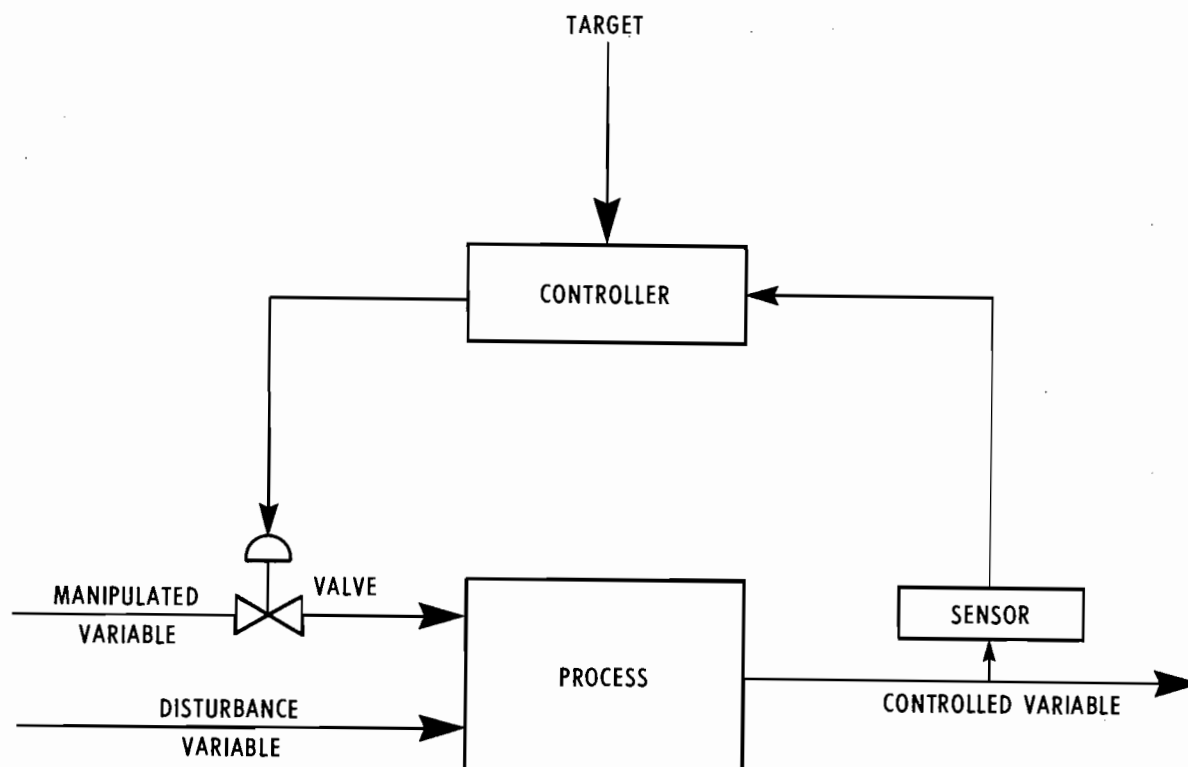 TARGET
CONTROLLER
VALVE
MANIPULATED
VARIABLE
SENSOR
PROCESS
CONTROLLED VARIABLE
DISTURBANCE
VARIABLE